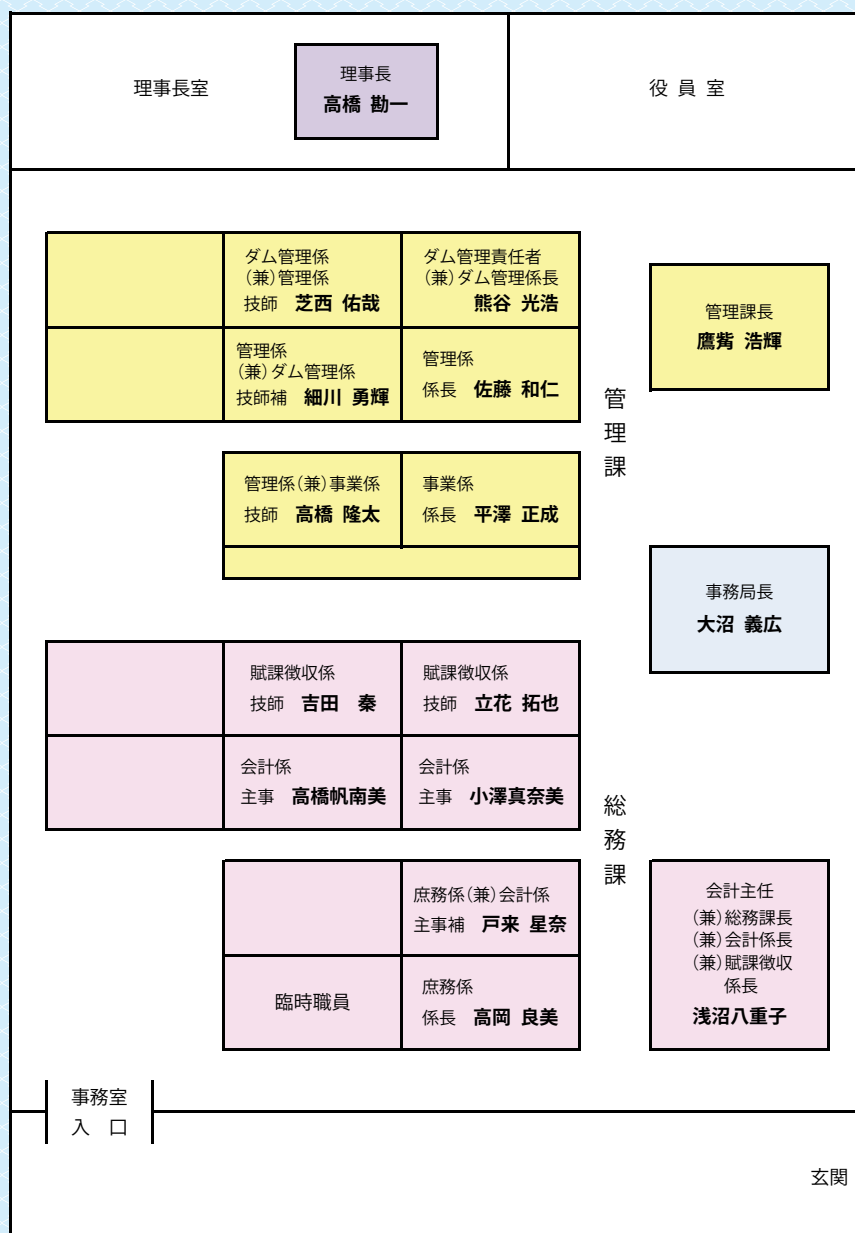 理事長室
理事長
高橋 勘一
役 員 室
ダム管理係
(兼)管理係
技師 芝西 佑哉
ダム管理責任者
(兼)ダム管理係長
熊谷 光浩
管理係
(兼)ダム管理係
技師補 細川 勇輝
管理係
係長 佐藤 和仁
管理課長
鷹觜 浩輝
管理課
管理係(兼)事業係
技師 高橋 隆太
事業係
係長 平澤 正成
事務局長
大沼 義広
賦課徴収係
技師 吉田 秦
賦課徴収係
技師 立花 拓也
会計係
主事 高橋帆南美
会計係
主事 小澤真奈美
総務課
庶務係(兼)会計係
主事補 戸来 星奈
臨時職員
庶務係
係長 高岡 良美
会計主任
(兼)総務課長
(兼)会計係長
(兼)賦課徴収
係長
浅沼八重子
事務室
入 口
玄関